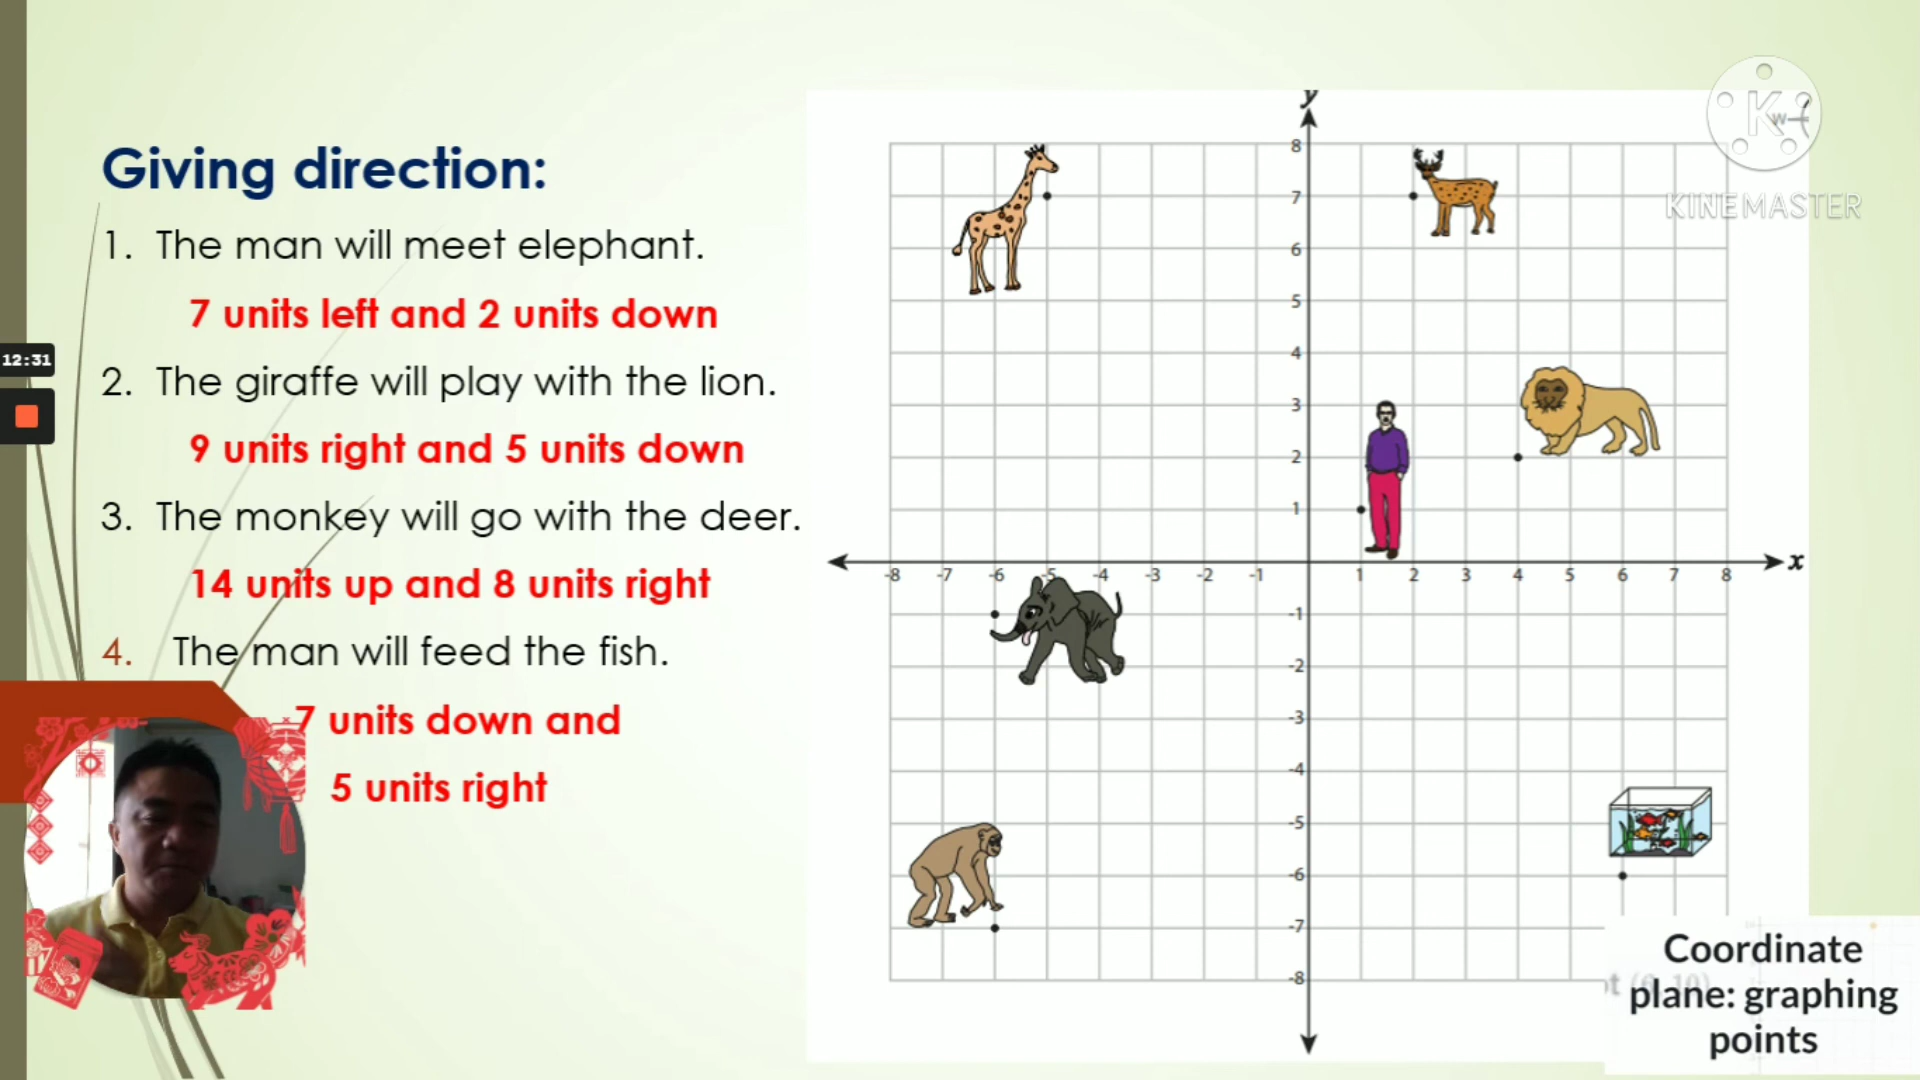 Giving direction:
1. The man will meet elephant.
7 units left and 2 units down
2. The giraffe will play with the lion.
9 units right and 5 units down
3. The monkey will go with the deer.
14 units up and 8 units right
4. The man will feed the fish.
7 units down and
5 units right
12:31
y
8
7
6
5
4
3
2
1
-8 -7 -6 -5 -4 -3 -2 -1 1 2 3 4 5 6 7 8 x
-1
-2
-3
-4
-5
-6
-7
-8
KINEMASTER
Coordinate
plane: graphing
points